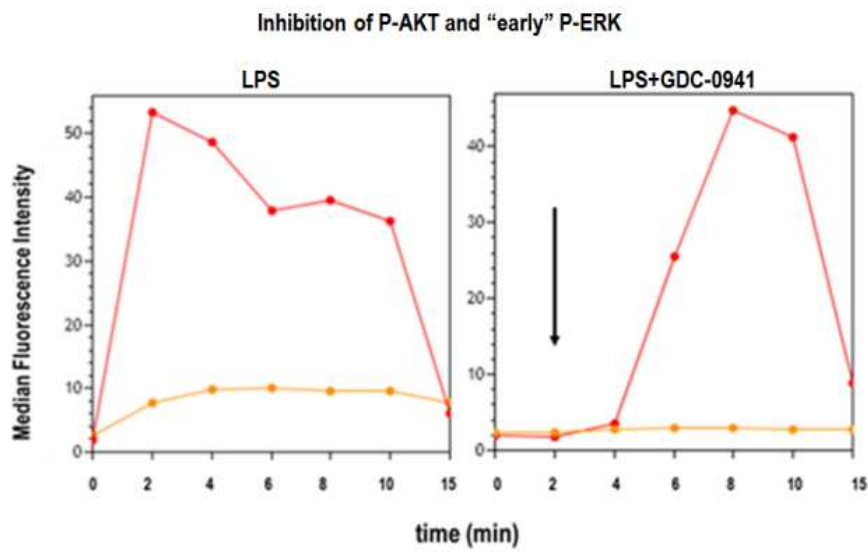 Inhibition of P-AKT and “early” P-ERK
LPS
LPS+GDC-0941
Median Fluorescence Intensity
50
40
30
20
10
0
0 2 4 6 8 10 15
40
30
20
10
0
0 2 4 6 8 10 15
time (min)